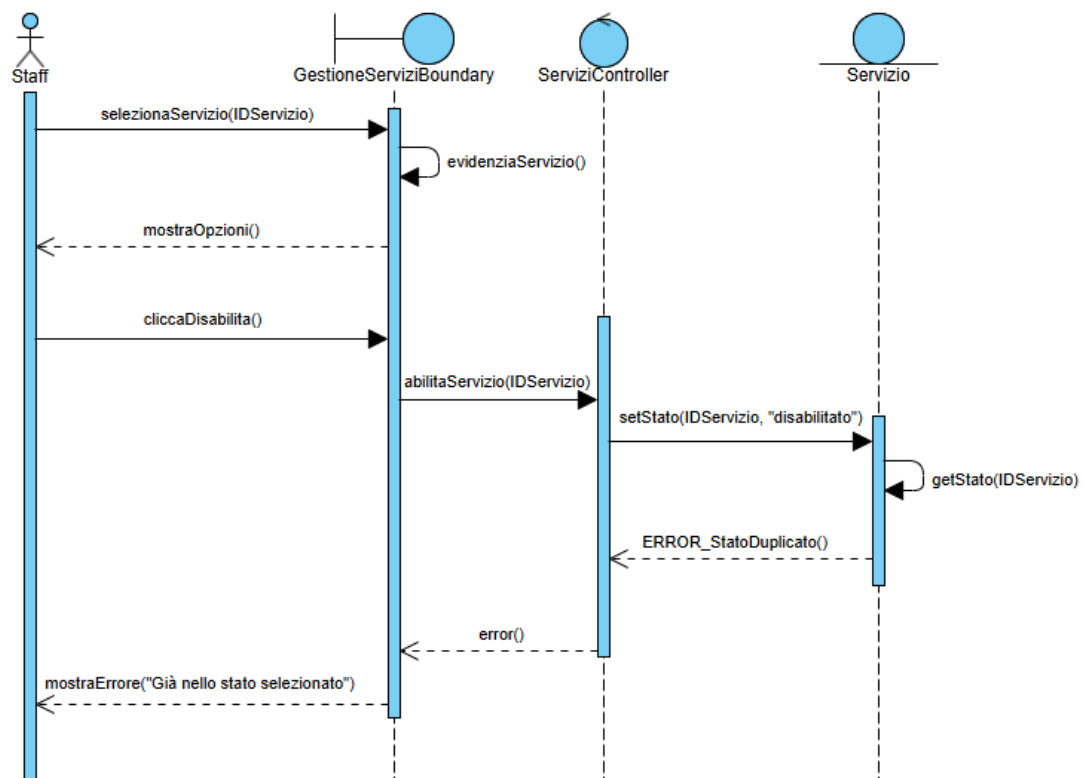 Staff
GestioneServiziBoundary
ServiziController
Servizio
selezionaServizio(IDServizio)
evidenziaServizio()
mostraOpzioni()
cliccaDisabilita()
abilitaServizio(IDServizio)
setStato(IDServizio, "disabilitato")
getStato(IDServizio)
ERROR_StatoDuplicato()
error()
mostraErrore("Già nello stato selezionato")